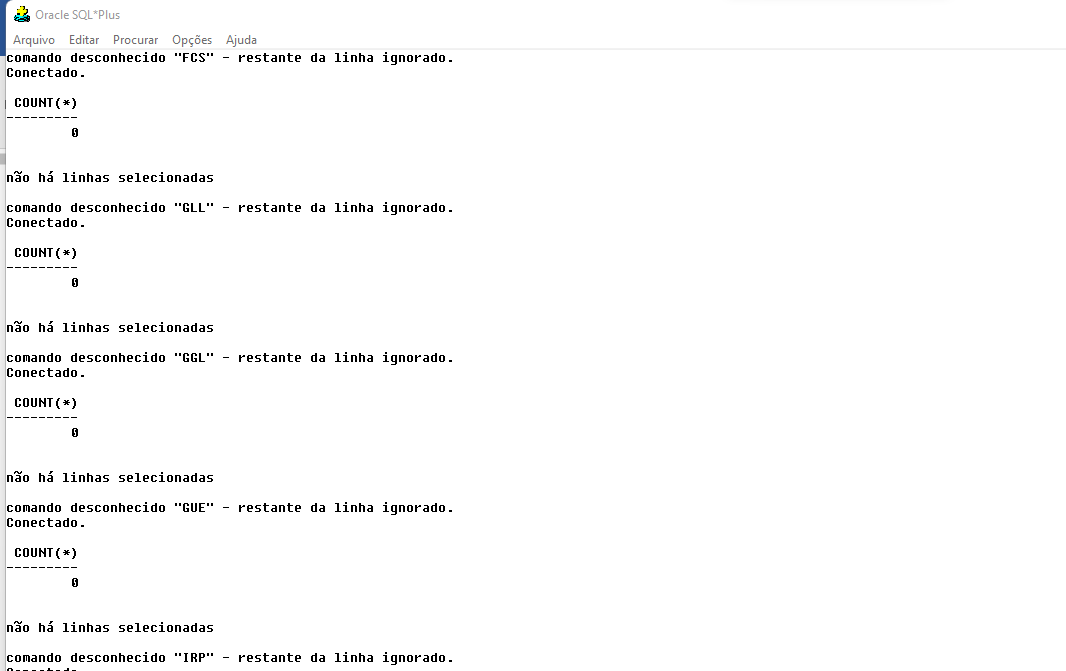 Oracle SQL*Plus
Arquivo Editar Procurar Opções Ajuda
comando desconhecido "FCS" - restante da linha ignorado.
Conectado.
COUNT(*)
---------
0
não há linhas selecionadas
comando desconhecido "GLL" - restante da linha ignorado.
Conectado.
COUNT(*)
---------
0
não há linhas selecionadas
comando desconhecido "GGL" - restante da linha ignorado.
Conectado.
COUNT(*)
---------
0
não há linhas selecionadas
comando desconhecido "GUE" - restante da linha ignorado.
Conectado.
COUNT(*)
---------
0
não há linhas selecionadas
comando desconhecido "IRP" - restante da linha ignorado.